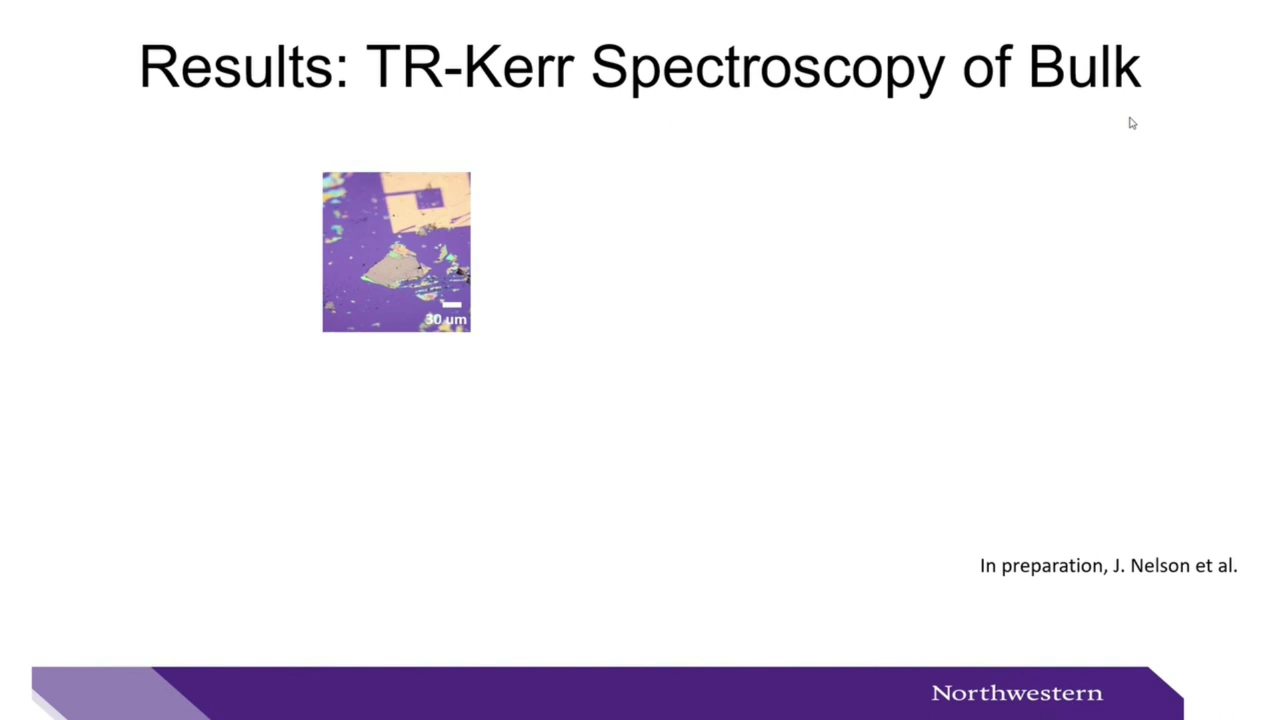 Results: TR-Kerr Spectroscopy of Bulk
30 um
In preparation, J. Nelson et al.
Northwestern